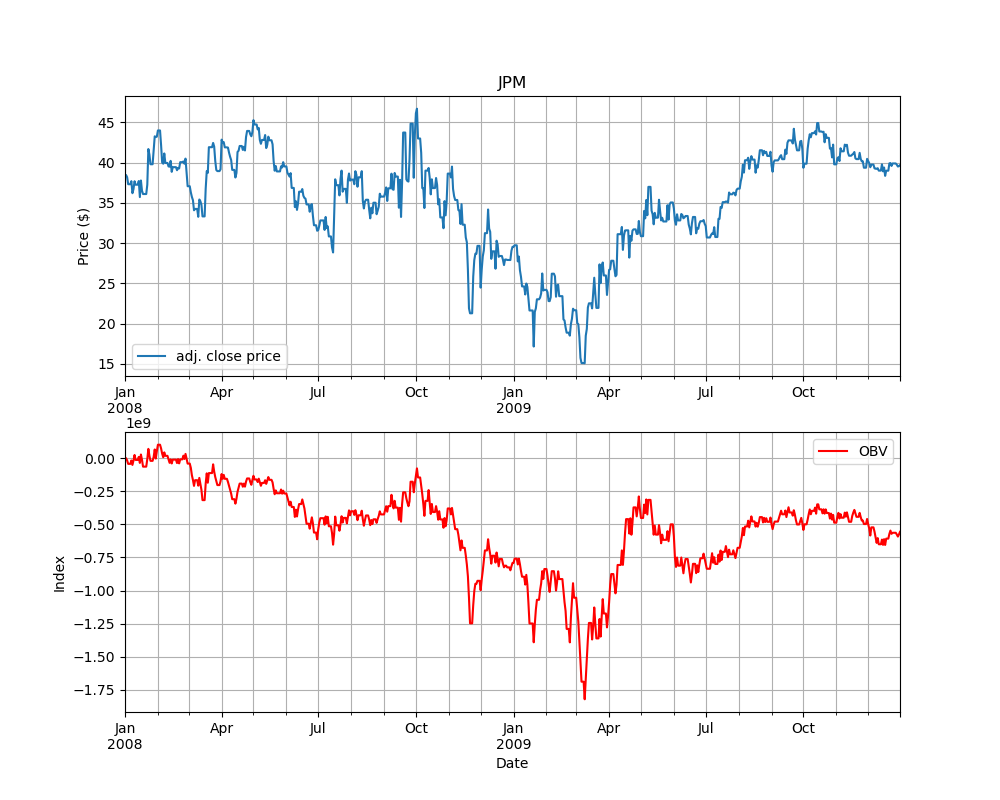 JPM
45
40
35
30
25
20
15
Price ($)
adj. close price
Jan Apr Jul Oct Jan Apr Jul Oct
2008 2009
1e9
0.00
−0.25
−0.50
−0.75
−1.00
−1.25
−1.50
−1.75
Index
OBV
Jan Apr Jul Oct Jan Apr Jul Oct
2008 2009
Date